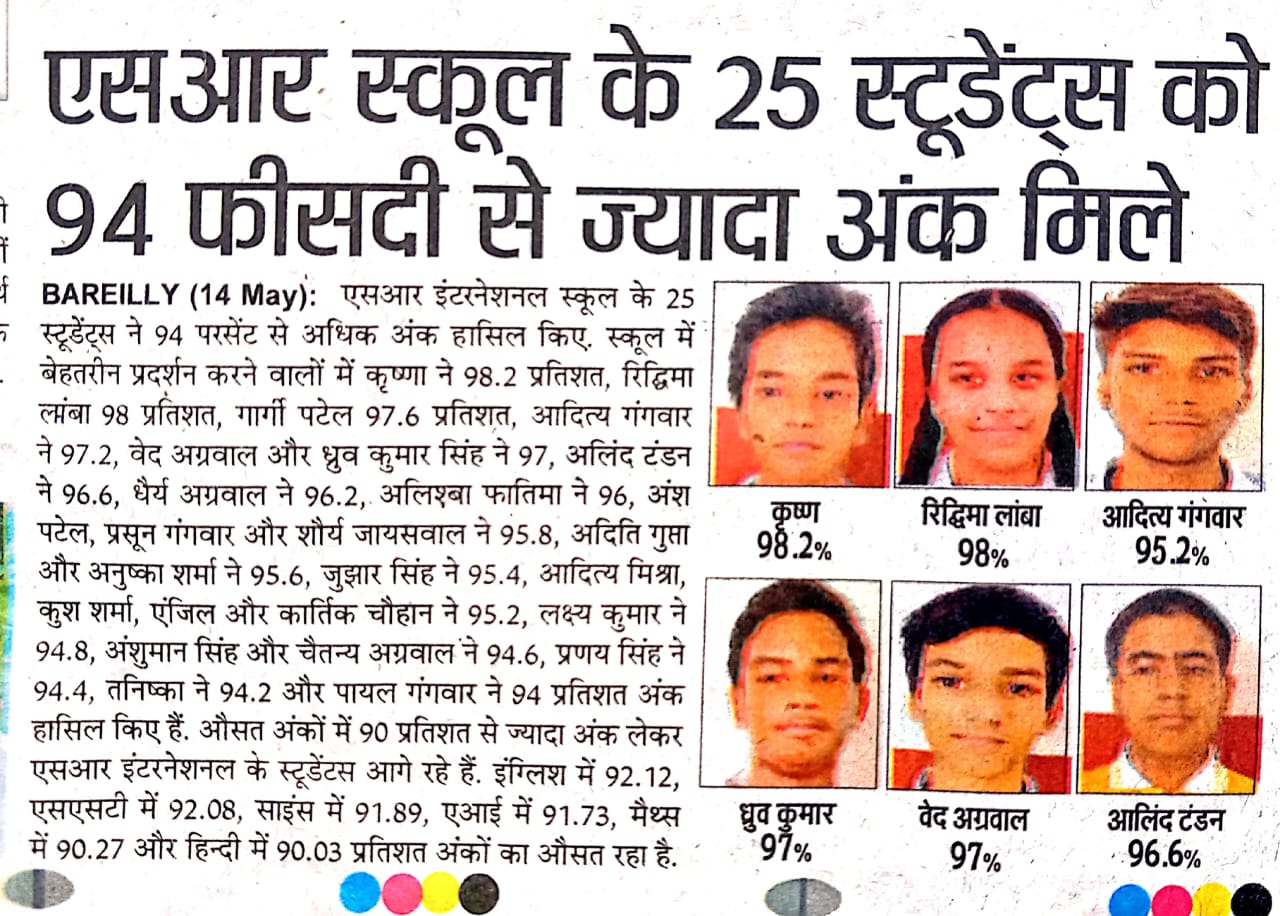 एसआर स्कूल के 25 स्टूडेंट्स को
94 फीसदी से ज्यादा अंक मिले
BAREILLY (14 May): एसआर इंटरनेशनल स्कूल के 25
स्टूडेंट्स ने 94 परसेंट से अधिक अंक हासिल किए. स्कूल में
बेहतरीन प्रदर्शन करने वालों में कृष्णा ने 98.2 प्रतिशत, रिद्धिमा
लांबा 98 प्रतिशत, गार्गी पटेल 97.6 प्रतिशत, आदित्य गंगवार
ने 97.2, वेद अग्रवाल और ध्रुव कुमार सिंह ने 97, अलिंद टंडन
ने 96.6, धैर्य अग्रवाल ने 96.2, अलिश्बा फातिमा ने 96, अंश
पटेल, प्रसून गंगवार और शौर्य जायसवाल ने 95.8, अदिति गुप्ता
और अनुष्का शर्मा ने 95.6, जुझार सिंह ने 95.4, आदित्य मिश्रा,
कुश शर्मा, एंजिल और कार्तिक चौहान ने 95.2, लक्ष्य कुमार ने
94.8, अंशुमान सिंह और चैतन्य अग्रवाल ने 94.6, प्रणय सिंह ने
94.4, तनिष्का ने 94.2 और पायल गंगवार ने 94 प्रतिशत अंक
हासिल किए हैं. औसत अंकों में 90 प्रतिशत से ज्यादा अंक लेकर
एसआर इंटरनेशनल के स्टूडेंटस आगे रहे हैं. इंग्लिश में 92.12,
एसएसटी में 92.08, साइंस में 91.89, एआई में 91.73, मैथ्स
में 90.27 और हिन्दी में 90.03 प्रतिशत अंकों का औसत रहा है.
कृष्ण
98.2%
रिद्धिमा लांबा
98%
आदित्य गंगवार
95.2%
ध्रुव कुमार
97%
वेद अग्रवाल
97%
आलिंद टंडन
96.6%